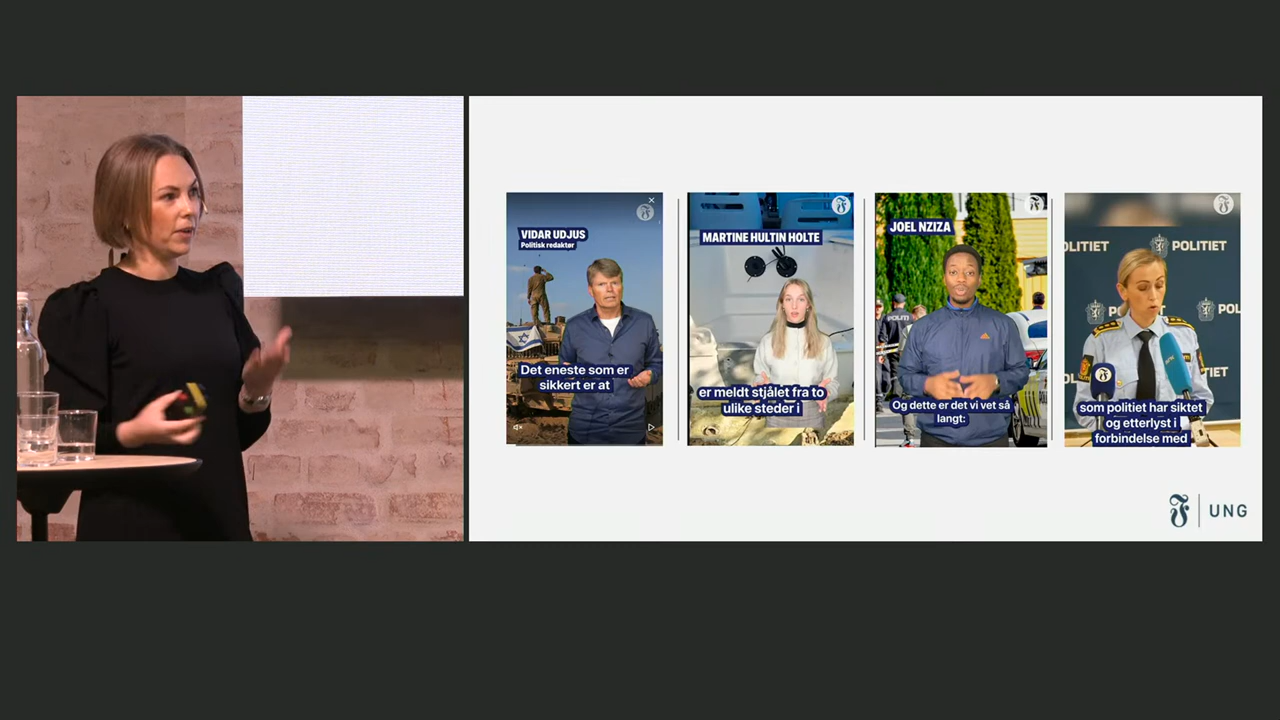 VIDAR UDJUS
Politisk redaktør
Det eneste som er
sikkert er at
MARTINE HULTIN HOLTE
er meldt stjålet fra to
ulike steder i
JOEL NZIZA
POLITI
Og dette er det vi vet så
langt:
POLITIET
som politiet har siktet
og etterlyst i
forbindelse med
UNG